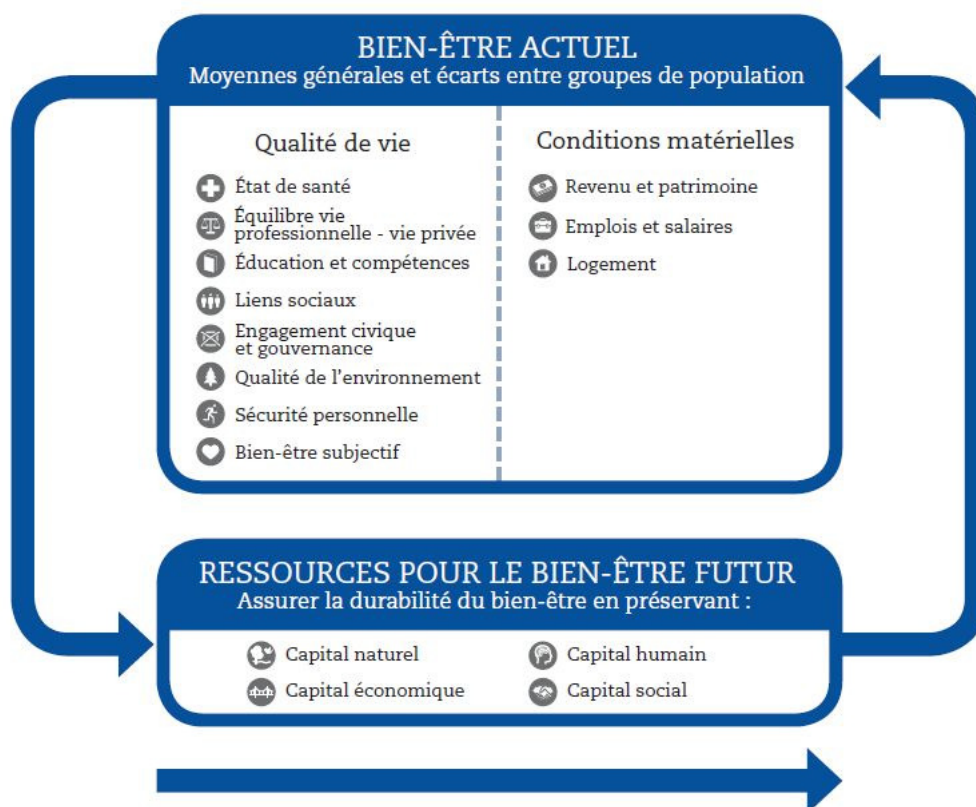 BIEN-ÊTRE ACTUEL
Moyennes générales et écarts entre groupes de population
Qualité de vie
État de santé
Équilibre vie
professionnelle - vie privée
Éducation et compétences
Liens sociaux
Engagement civique
et gouvernance
Qualité de l'environnement
Sécurité personnelle
Bien-être subjectif
Conditions matérielles
Revenu et patrimoine
Emplois et salaires
Logement
RESSOURCES POUR LE BIEN-ÊTRE FUTUR
Assurer la durabilité du bien-être en préservant :
Capital naturel
Capital humain
Capital économique
Capital social